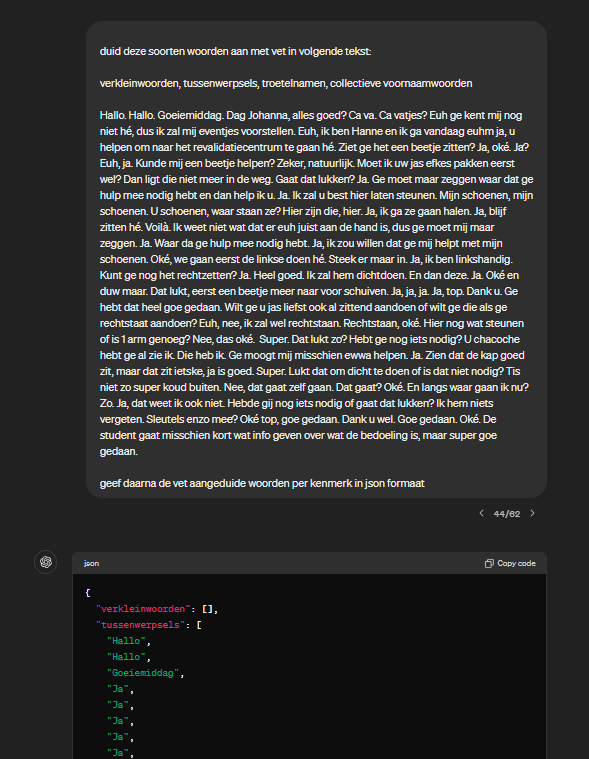 duid deze soorten woorden aan met vet in volgende tekst:
verkleinwoorden, tussenwerpsels, troetelnamen, collectieve voornaamwoorden
Hallo. Hallo. Goeiemiddag. Dag Johanna, alles goed? Ca va. Ca vatjes? Euh ge kent mij nog
niet hé, dus ik zal mij eventjes voorstellen. Euh, ik ben Hanne en ik ga vandaag euhm ja, u
helpen om naar het revalidatiecentrum te gaan hé. Ziet ge het een beetje zitten? Ja, oké. Ja?
Euh, ja. Kunde mij een beetje helpen? Zeker, natuurlijk. Moet ik uw jas efkes pakken eerst
wel? Dan ligt die niet meer in de weg. Gaat dat lukken? Ja. Ge moet maar zeggen waar dat ge
hulp mee nodig hebt en dan help ik u. Ja. Ik zal u best hier laten steunen. Mijn schoenen, mijn
schoenen. U schoenen, waar staan ze? Hier zijn die, hier. Ja, ik ga ze gaan halen. Ja, blijf
zitten hé. Voilà. Ik weet niet wat dat er euh juist aan de hand is, dus ge moet mij maar
zeggen. Ja. Waar da ge hulp mee nodig hebt. Ja, ik zou willen dat ge mij helpt met mijn
schoenen. Oké, we gaan eerst de linkse doen hé. Steek er maar in. Ja, ik ben linkshandig.
Kunt ge nog het rechtzetten? Ja. Heel goed. Ik zal hem dichtdoen. En dan deze. Ja. Oké en
duw maar. Dat lukt, eerst een beetje meer naar voor schuiven. Ja, ja, ja. Ja, top. Dank u. Ge
hebt dat heel goe gedaan. Wilt ge u jas liefst ook al zittend aandoen of wilt ge die als ge
rechtstaat aandoen? Euh, nee, ik zal wel rechtstaan. Rechtstaan, oké. Hier nog wat steunen
of is 1 arm genoeg? Nee, das oké.  Super. Dat lukt zo? Hebt ge nog iets nodig? U chacoche
hebt ge al zie ik. Die heb ik. Ge moogt mij misschien ewwa helpen. Ja. Zien dat de kap goed
zit, maar dat zit ietske, ja is goed. Super. Lukt dat om dicht te doen of is dat niet nodig? Tis
niet zo super koud buiten. Nee, dat gaat zelf gaan. Dat gaat? Oké. En langs waar gaan ik nu?
Zo. Ja, dat weet ik ook niet. Hebde gij nog iets nodig of gaat dat lukken? Ik hem niets
vergeten. Sleutels enzo mee? Oké top, goe gedaan. Dank u wel. Goe gedaan. Oké. De
student gaat misschien kort wat info geven over wat de bedoeling is, maar super goe
gedaan.
geef daarna de vet aangeduide woorden per kenmerk in json formaat
44/62
json
Copy code
{
"verkleinwoorden": [],
"tussenwerpsels": [
"Hallo",
"Hallo",
"Goeiemiddag",
"Ja",
"Ja",
"Ja",
"Ja",
"Ja",